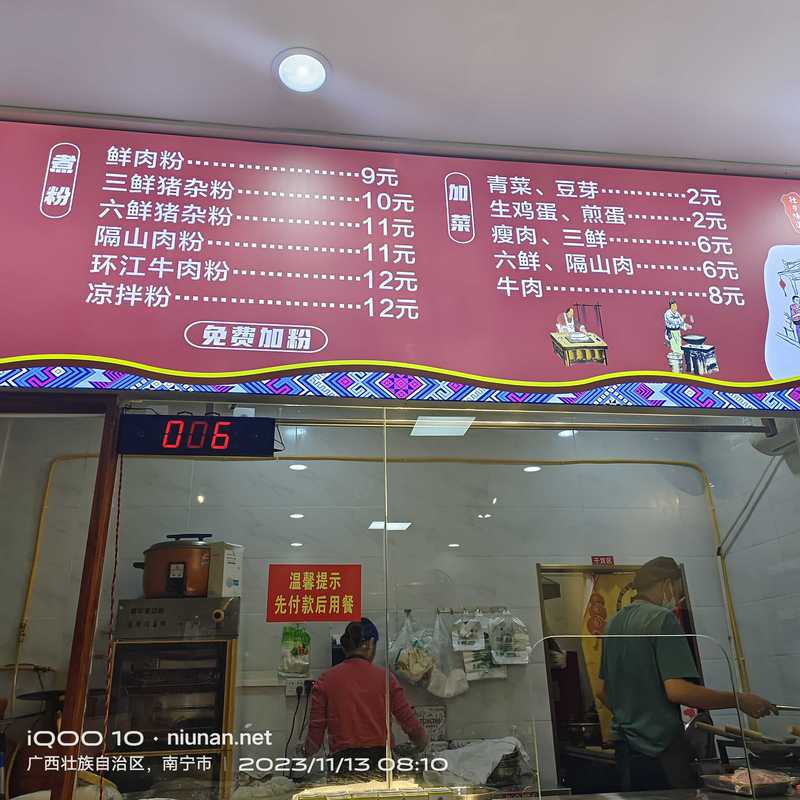 煮粉
鲜肉粉……9元
三鲜猪杂粉……10元
六鲜猪杂粉……11元
隔山肉粉……11元
环江牛肉粉……12元
凉拌粉……12元
免费加粉
加菜
青菜、豆芽……2元
生鸡蛋、煎蛋……2元
瘦肉、三鲜……6元
六鲜、隔山肉……6元
牛肉……8元
006
温馨提示
先付款后用餐
iQOO 10 · niunan.net
广西壮族自治区，南宁市 | 2023/11/13 08:10